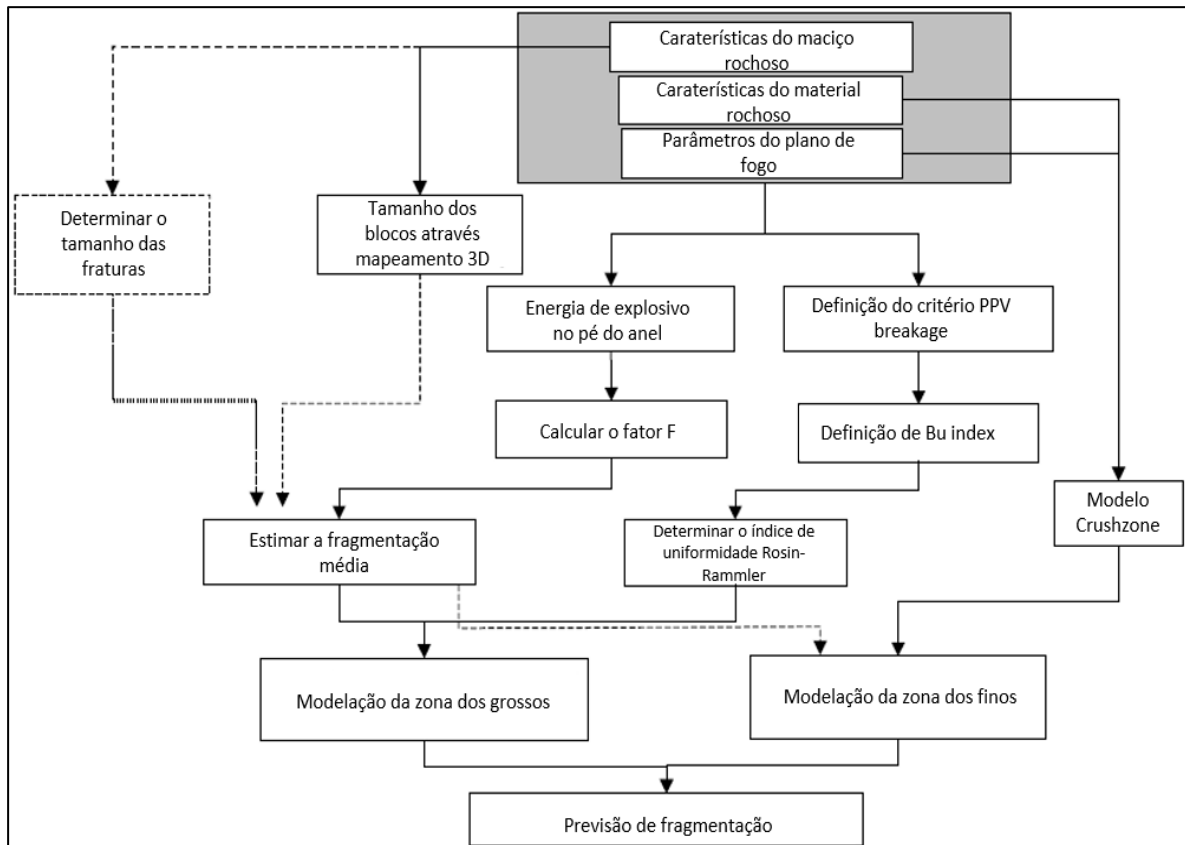 Caraterísticas do maciço
rochoso
Caraterísticas do material
rochoso
Parâmetros do plano de
fogo
Determinar o
tamanho das
fraturas
Tamanho dos
blocos através
mapeamento 3D
Energia de explosivo
no pé do anel
Definição do critério PPV
breakage
Calcular o fator F
Definição de Bu index
Modelo
Crushzone
Estimar a fragmentação
média
Determinar o índice de
uniformidade Rosin-
Rammler
Modelação da zona dos grossos
Modelação da zona dos finos
Previsão de fragmentação